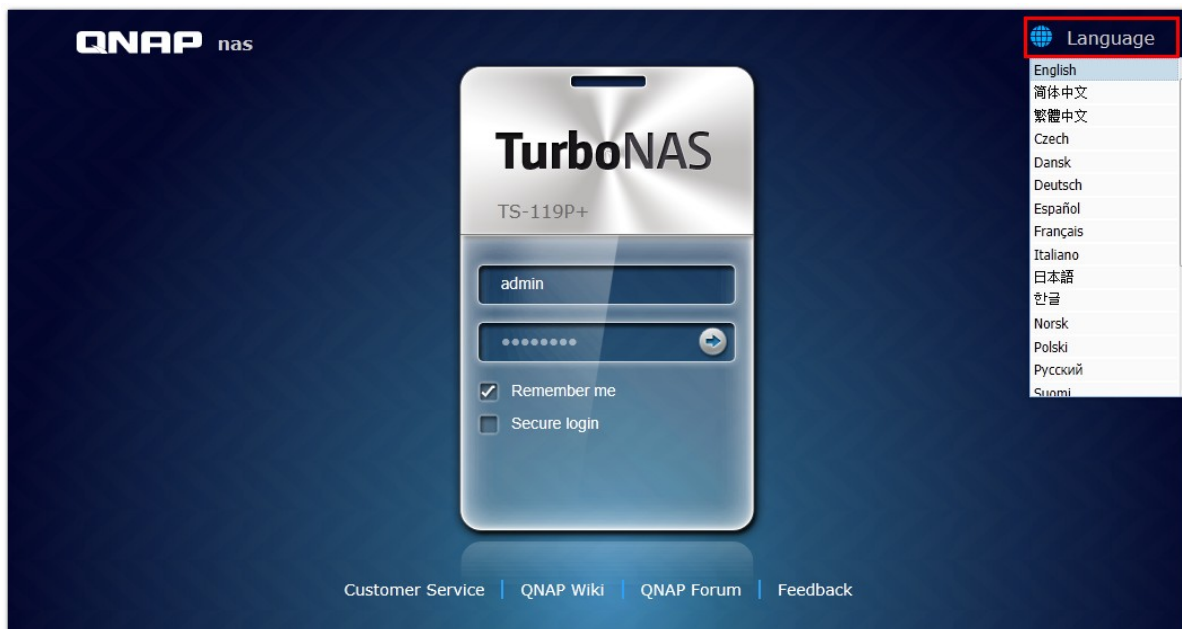 QNAP nas
Language
English
简体中文
繁體中文
Czech
Dansk
Deutsch
Español
Français
Italiano
日本語
한글
Norsk
Polski
Русский
Suomi
TurboNAS
TS-119P+
admin
Remember me
Secure login
Customer Service | QNAP Wiki | QNAP Forum | Feedback